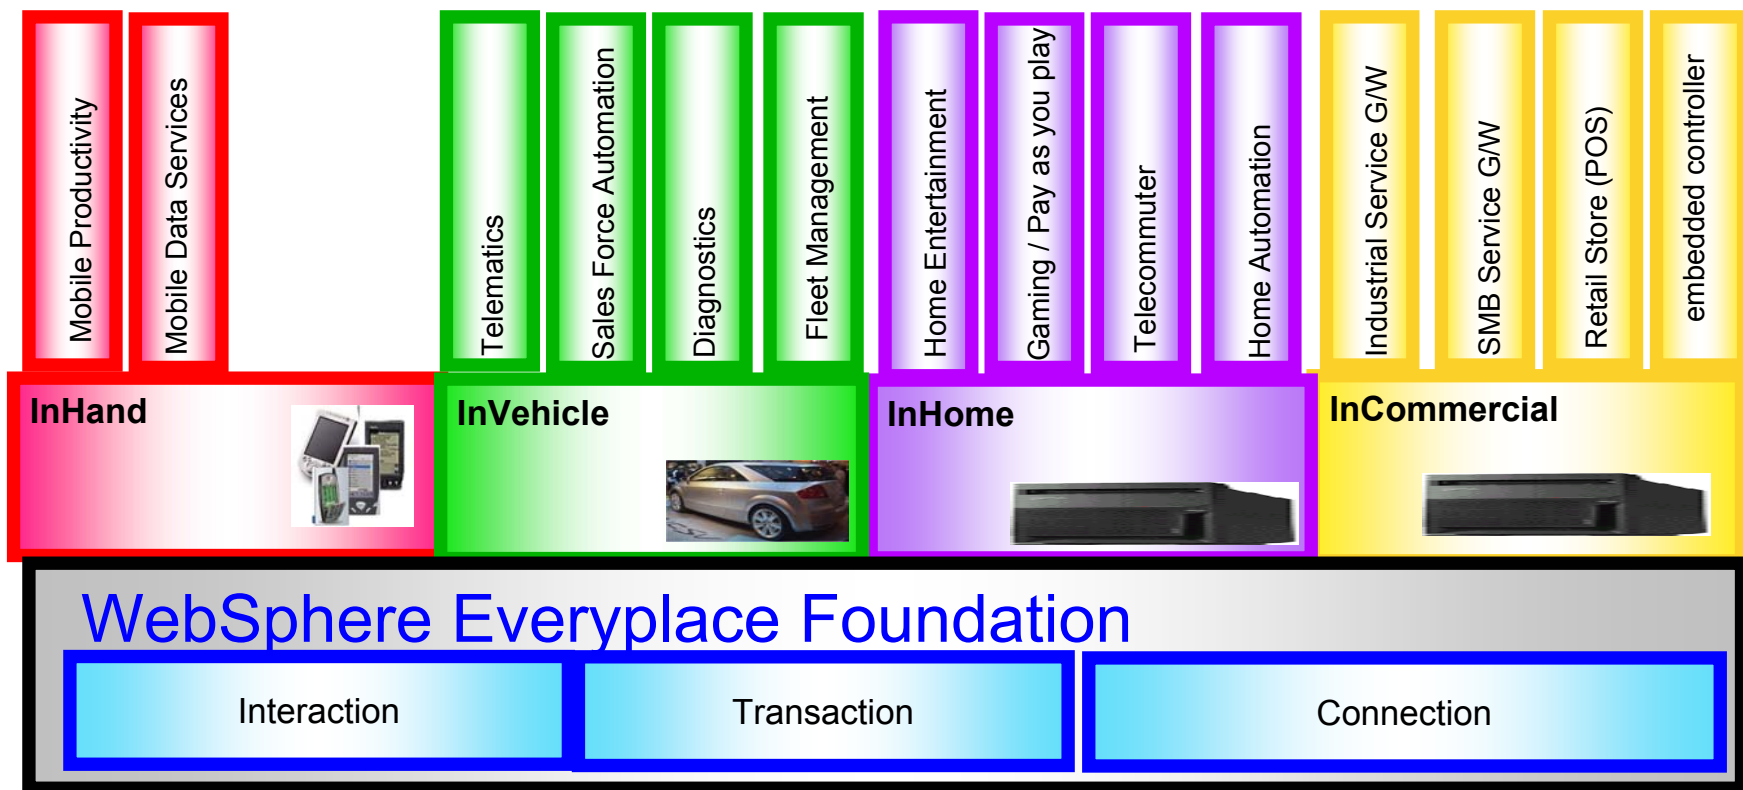 Mobile Productivity
Mobile Data Services
Telematics
Sales Force Automation
Diagnostics
Fleet Management
Home Entertainment
Gaming / Pay as you play
Telecommuter
Home Automation
Industrial Service G/W
SMB Service G/W
Retail Store (POS)
embedded controller
InHand
InVehicle
InHome
InCommercial
WebSphere Everyplace Foundation
Interaction
Transaction
Connection